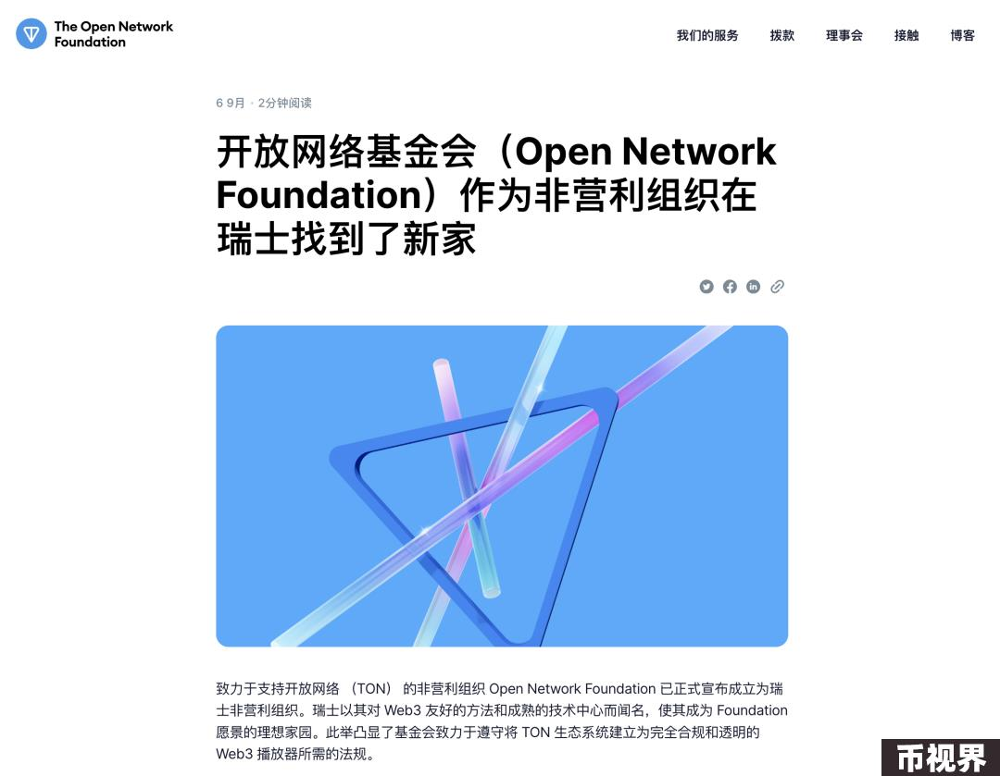 The Open Network
Foundation
我们的服务 拨款 理事会 接触 博客
6 9月 · 2分钟阅读
开放网络基金会（Open Network
Foundation）作为非营利组织在
瑞士找到了新家
致力于支持开放网络 （TON） 的非营利组织 Open Network Foundation 已正式宣布成立为瑞
士非营利组织。瑞士以其对 Web3 友好的方法和成熟的技术中心而闻名，使其成为 Foundation
愿景的理想家园。此举凸显了基金会致力于遵守将 TON 生态系统建立为完全合规和透明的
Web3 播放器所需的法规。
币视界